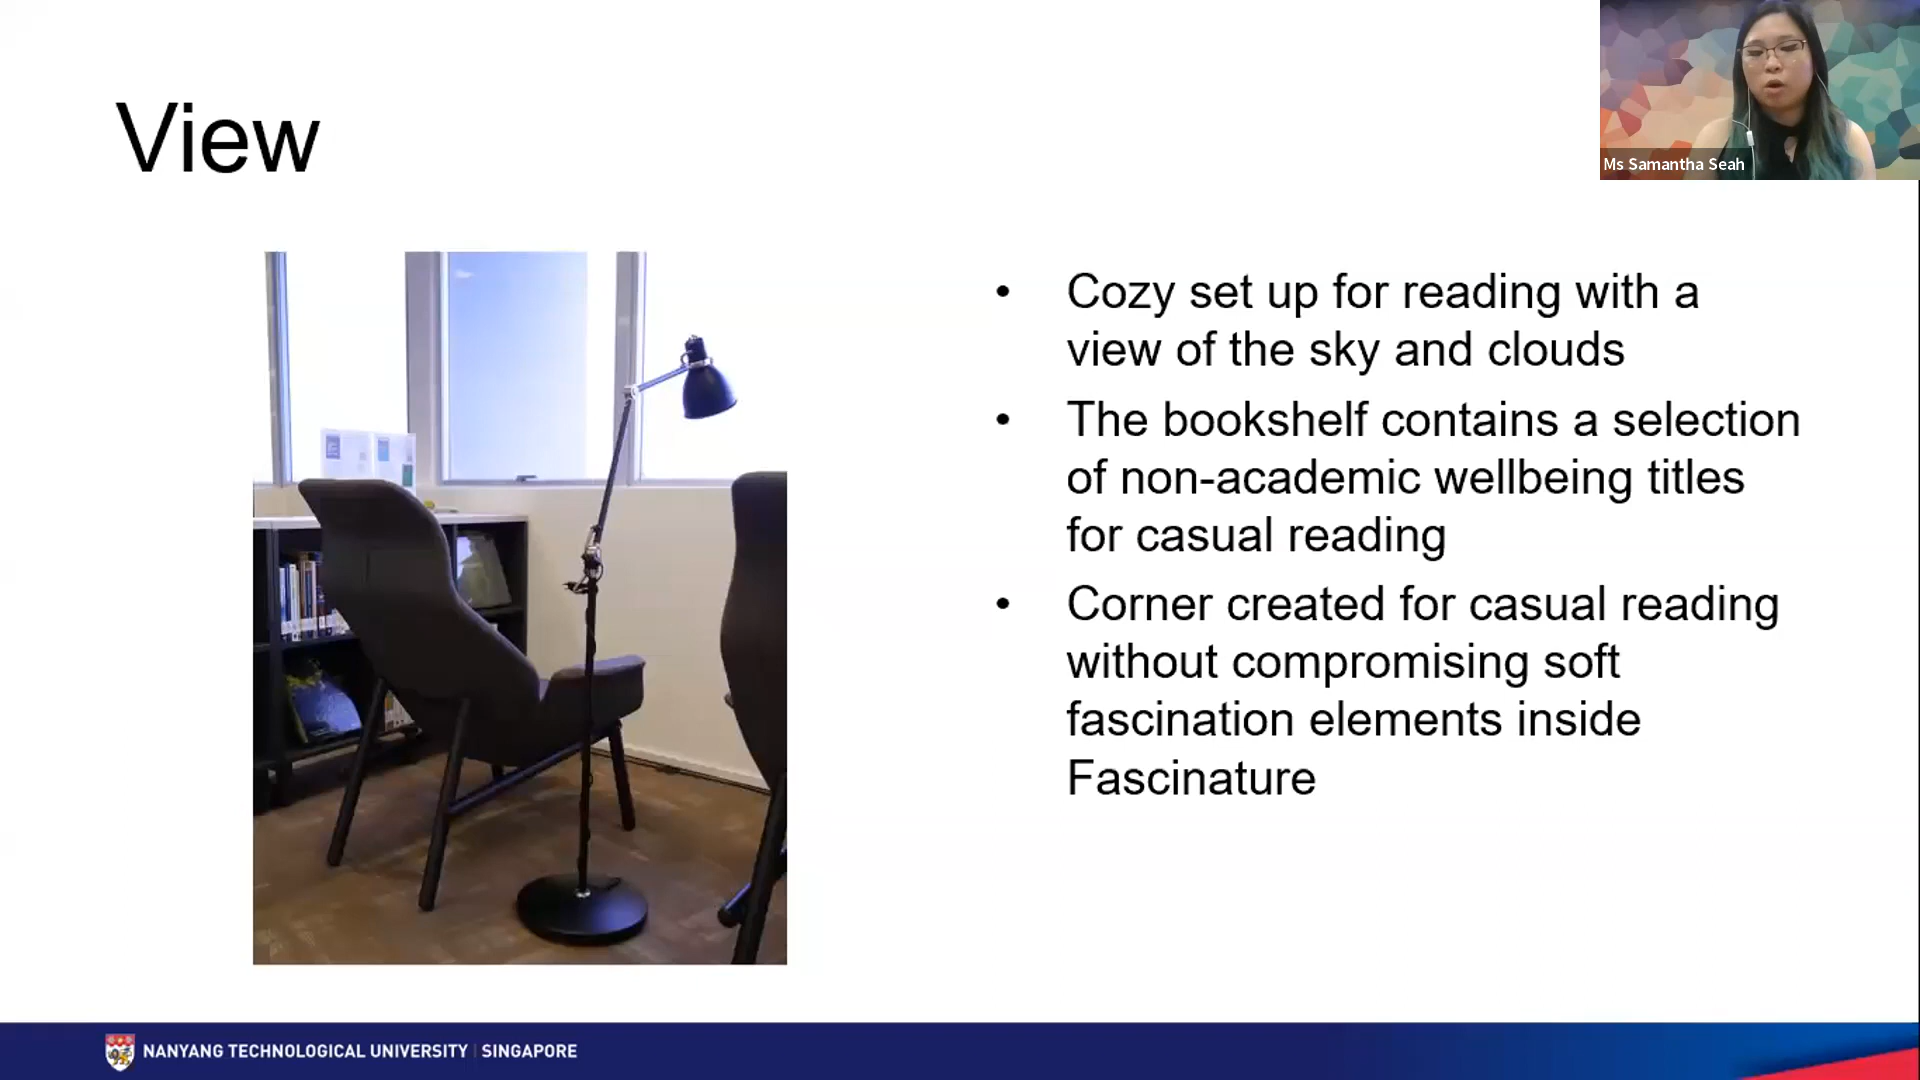 View
Ms Samantha Seah
• Cozy set up for reading with a
view of the sky and clouds
• The bookshelf contains a selection
of non-academic wellbeing titles
for casual reading
• Corner created for casual reading
without compromising soft
fascination elements inside
Fascinature
NANYANG TECHNOLOGICAL UNIVERSITY | SINGAPORE